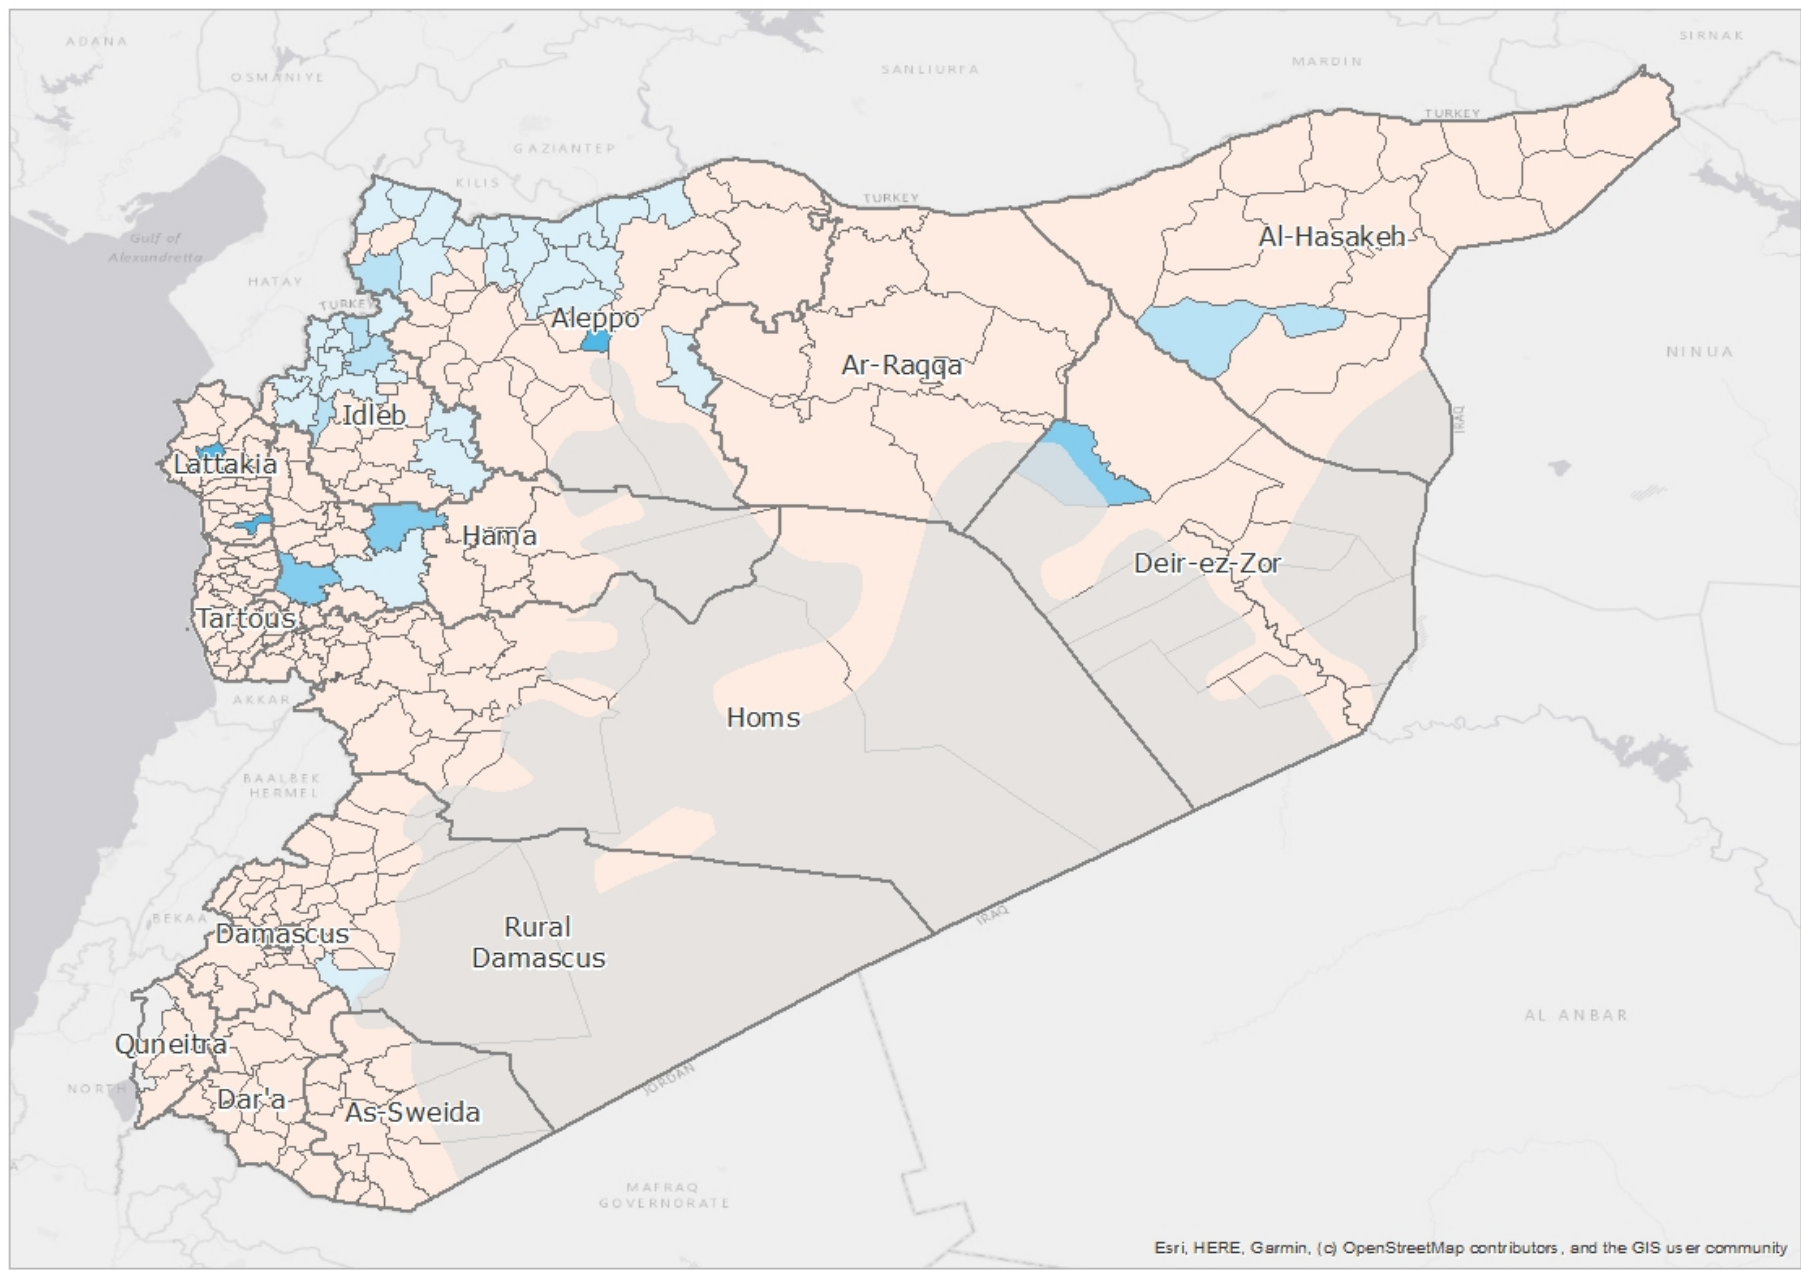 ADANA
SIRNAK
OSMANIYE
SANLIURFA
MARDIN
TURKEY
GAZIANTEP
KILIS
TURKEY
Gulf of
Alexandretta
Al-Hasakeh
HATAY
TURKEY
Aleppo
NINUA
Ar-Raqqa
Idleb
IRAQ
Lattakia
Hama
Deir-ez-Zor
Tartous
AKKAR
Homs
BAALBEK
HERMEL
BEKAA
Damascus
Rural
Damascus
IRAQ
AL ANBAR
Quneitra
JORDAN
NORTH
Dar'a
As-Sweida
MAFRAQ
GOVERNORATE
Esri, HERE, Garmin, (c) OpenStreetMap contributors, and the GIS user community